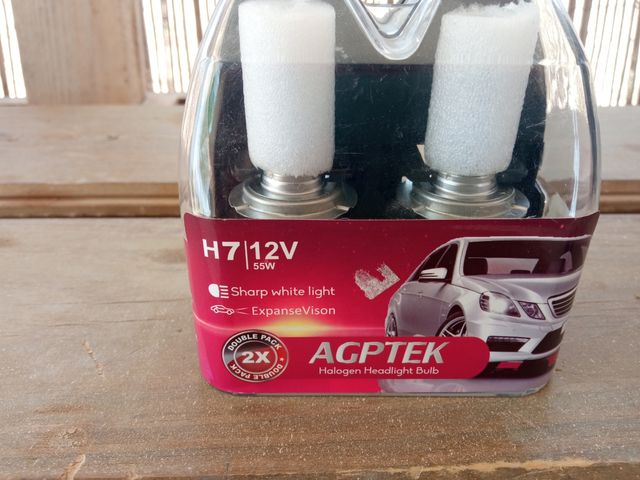 H7 12V
55W
Sharp white light
ExpanseVison
DOUBLE PACK
2X
DOUBLE PACK
AGPTEK
Halogen Headlight Bulb